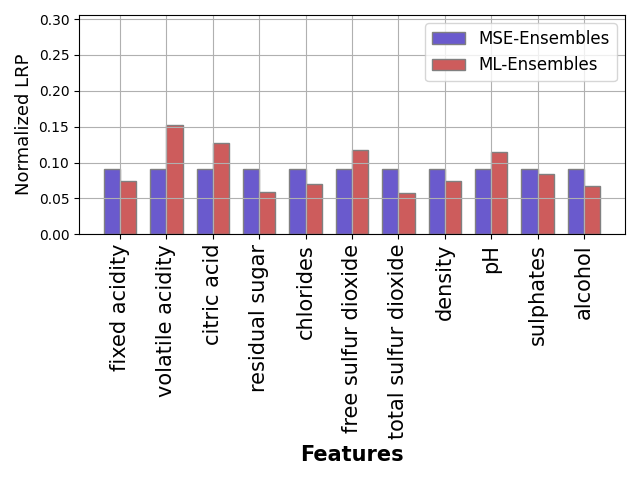 0.30
0.25
0.20
0.15
0.10
0.05
0.00
Normalized LRP
MSE-Ensembles
ML-Ensembles
fixed acidity
volatile acidity
citric acid
residual sugar
chlorides
free sulfur dioxide
total sulfur dioxide
density
pH
sulphates
alcohol
Features